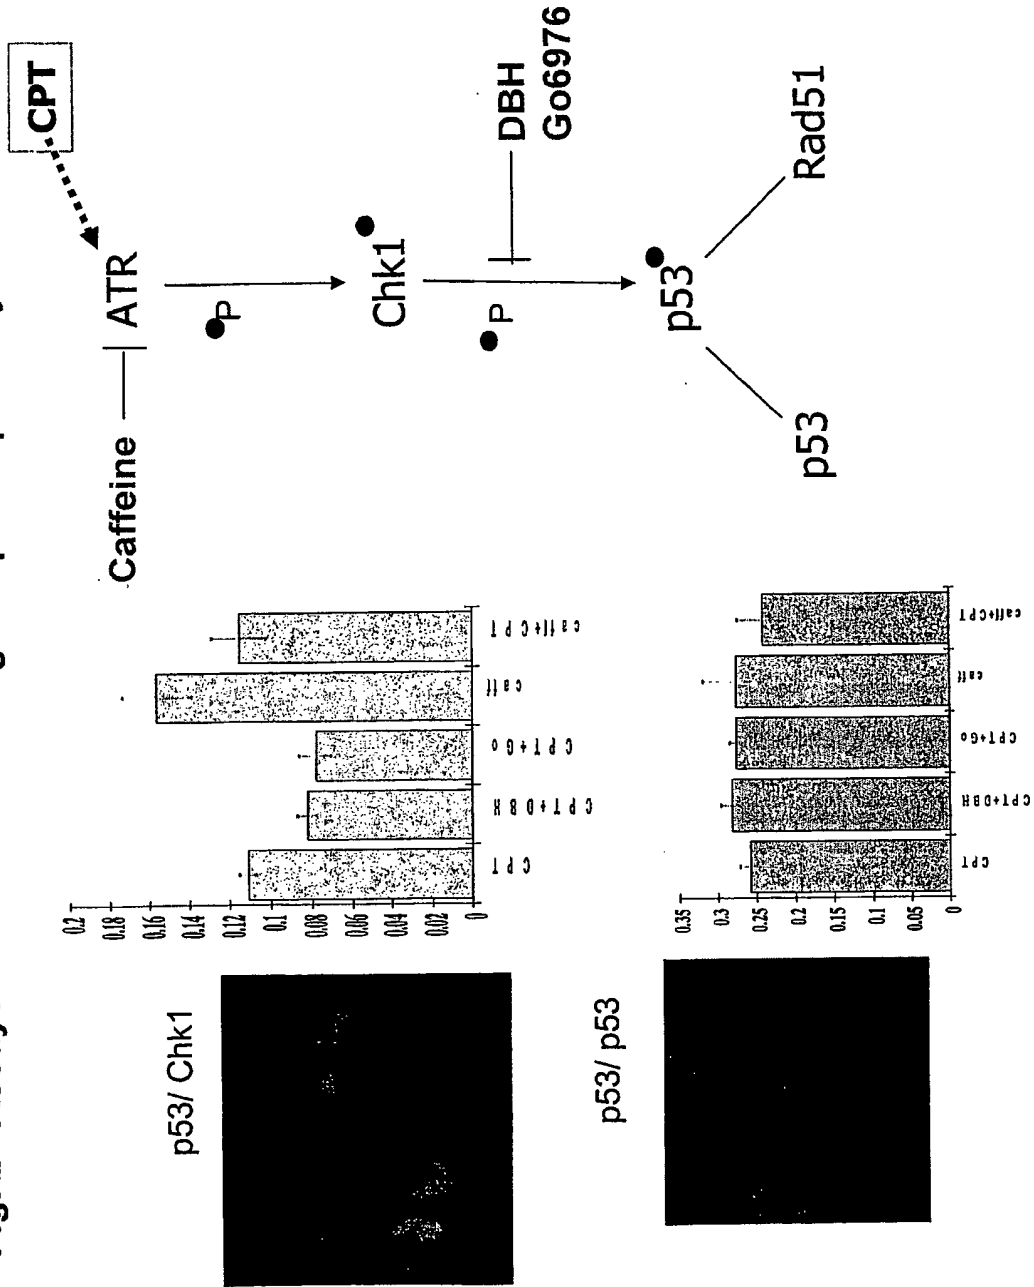 p53/ Chk1
0.2
0.18
0.16
0.14
0.12
0.1
0.08
0.06
0.04
0.02
0
CPT
CPT+DBH
CPT+Go
caff
caff+CPT
p53/ p53
0.35
0.3
0.25
0.2
0.15
0.1
0.05
0
CPT
CPT+DBH
CPT+Go
caff
caff+CPT
CPT
Caffeine
ATR
P
Chk1
P
DBH
Go6976
p53
p53
Rad51